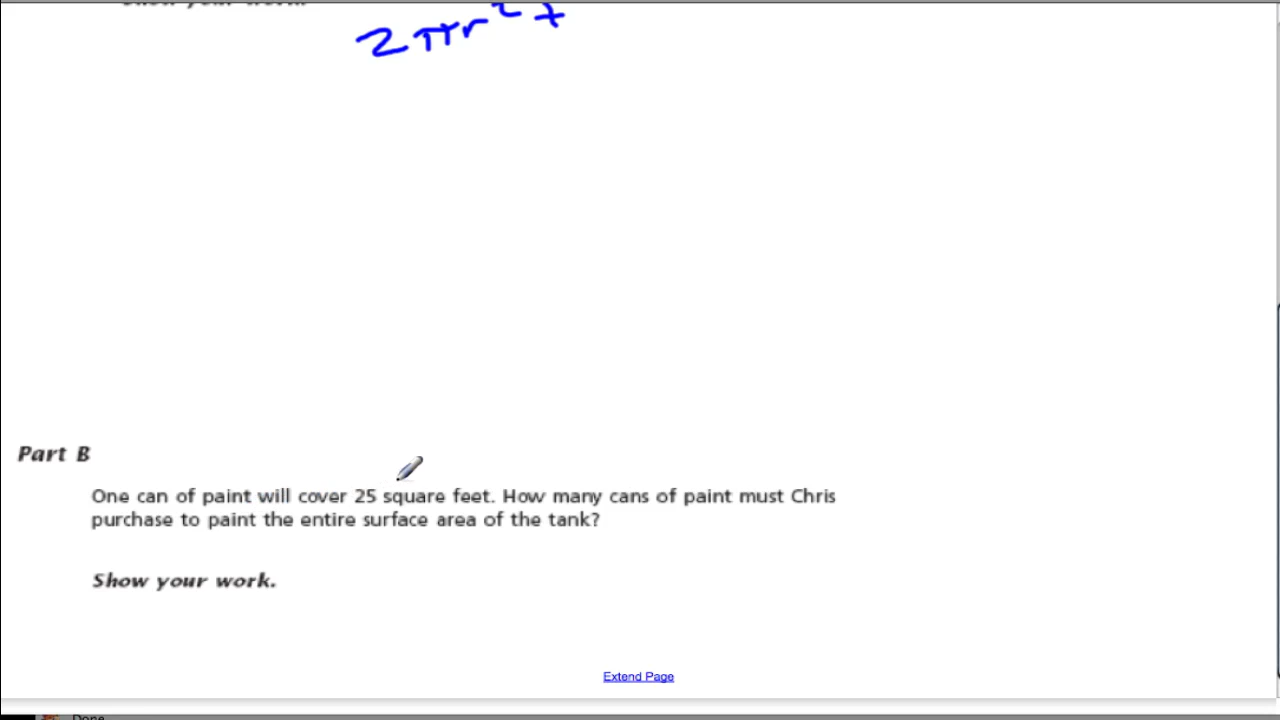 2πr² +
Part B
One can of paint will cover 25 square feet. How many cans of paint must Chris
purchase to paint the entire surface area of the tank?
Show your work.
Extend Page
Done